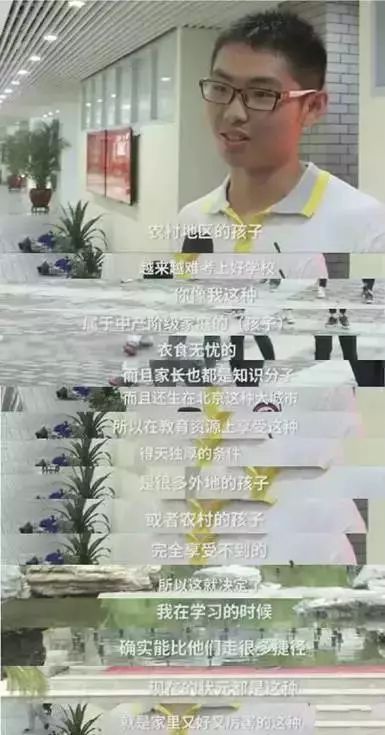 农村地区的孩子
越来越难考上好学校
你像我这种
属于中产阶级家庭的（孩子）
衣食无忧的
而且家长也都是知识分子
而且还生在北京这种大城市
所以在教育资源上享受这种
得天独厚的条件
是很多外地的孩子
或者农村的孩子
完全享受不到的
所以这就决定了
我在学习的时候
确实能比他们走很多捷径
现在的状元都是这种
就是家里又好又厉害的这种